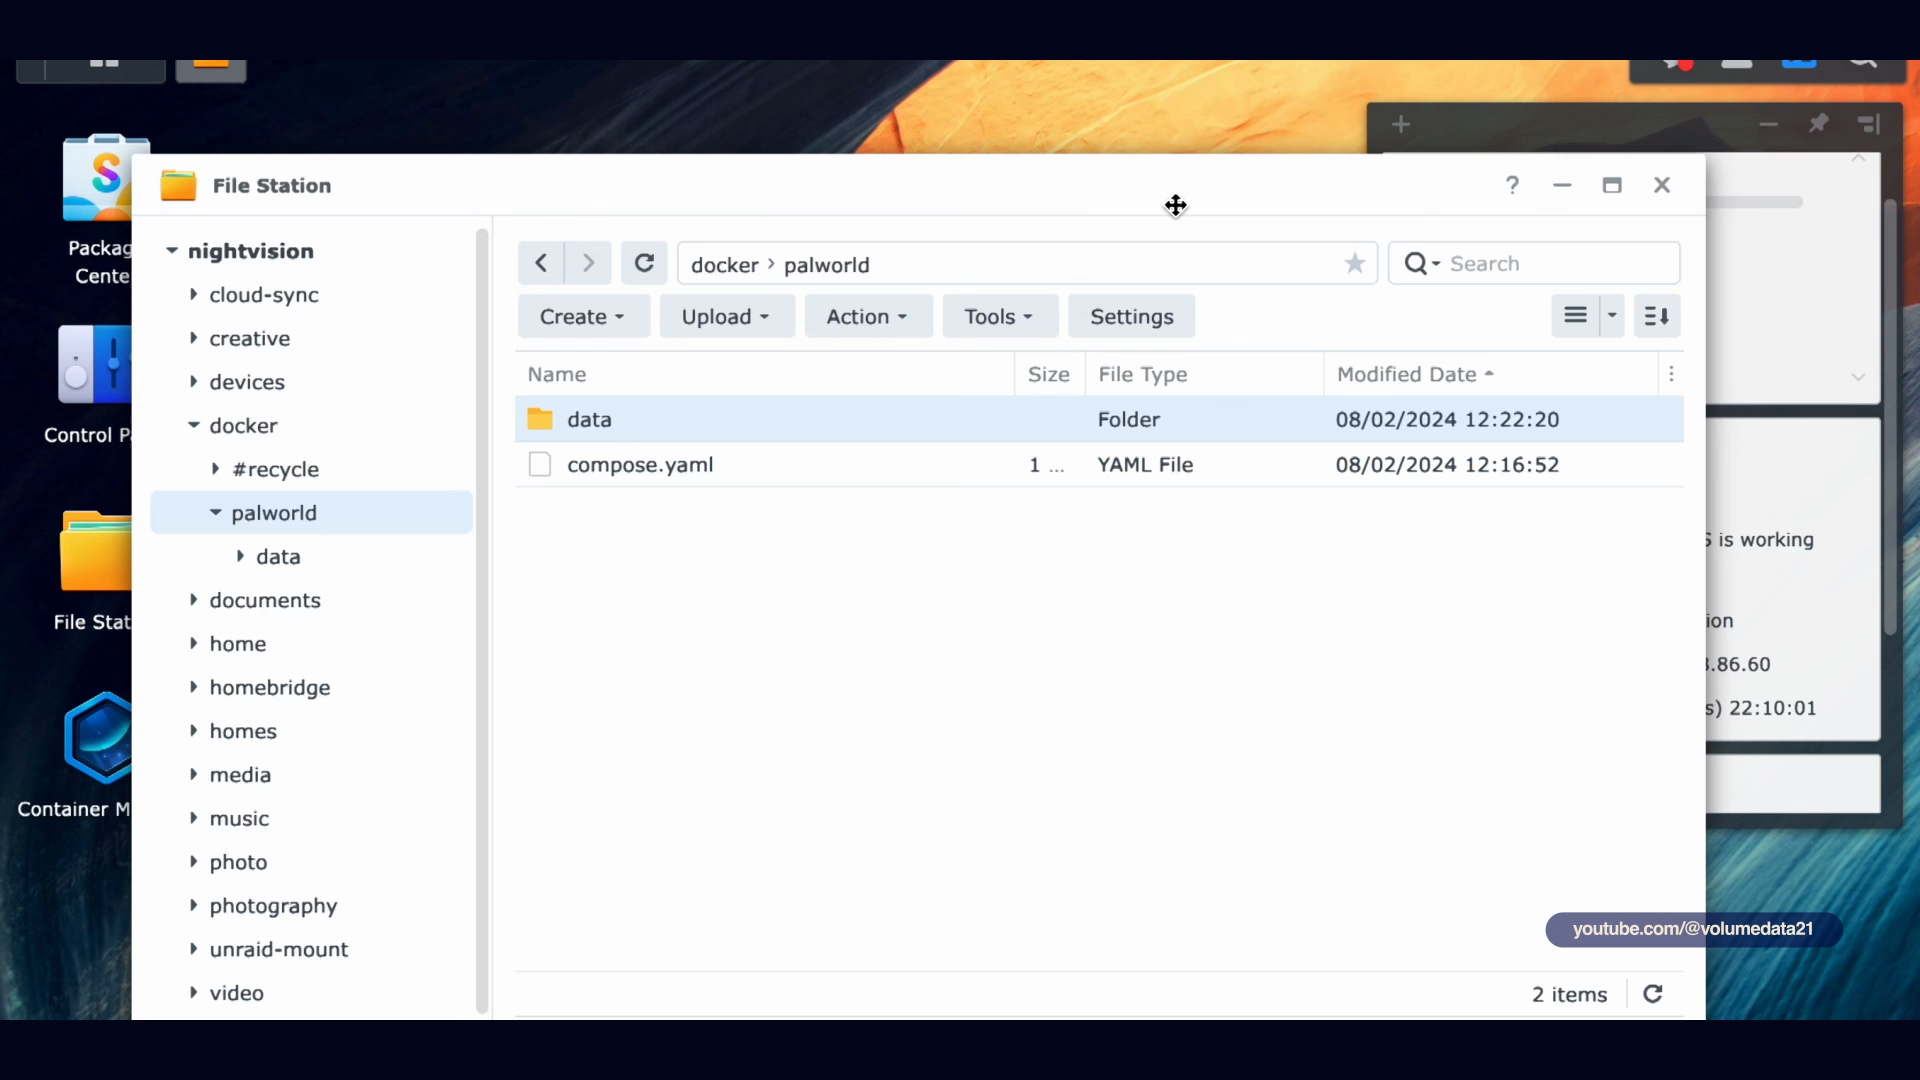 Package
Center
Control P
File Stat
Container M
File Station
nightvision
cloud-sync
creative
devices
docker
#recycle
palworld
data
documents
home
homebridge
homes
media
music
photo
photography
unraid-mount
video
docker › palworld
Search
Create
Upload
Action
Tools
Settings
Name Size File Type Modified Date
data Folder 08/02/2024 12:22:20
compose.yaml 1 ... YAML File 08/02/2024 12:16:52
2 items
S is working
ion
.86.60
s) 22:10:01
youtube.com/@volumedata21